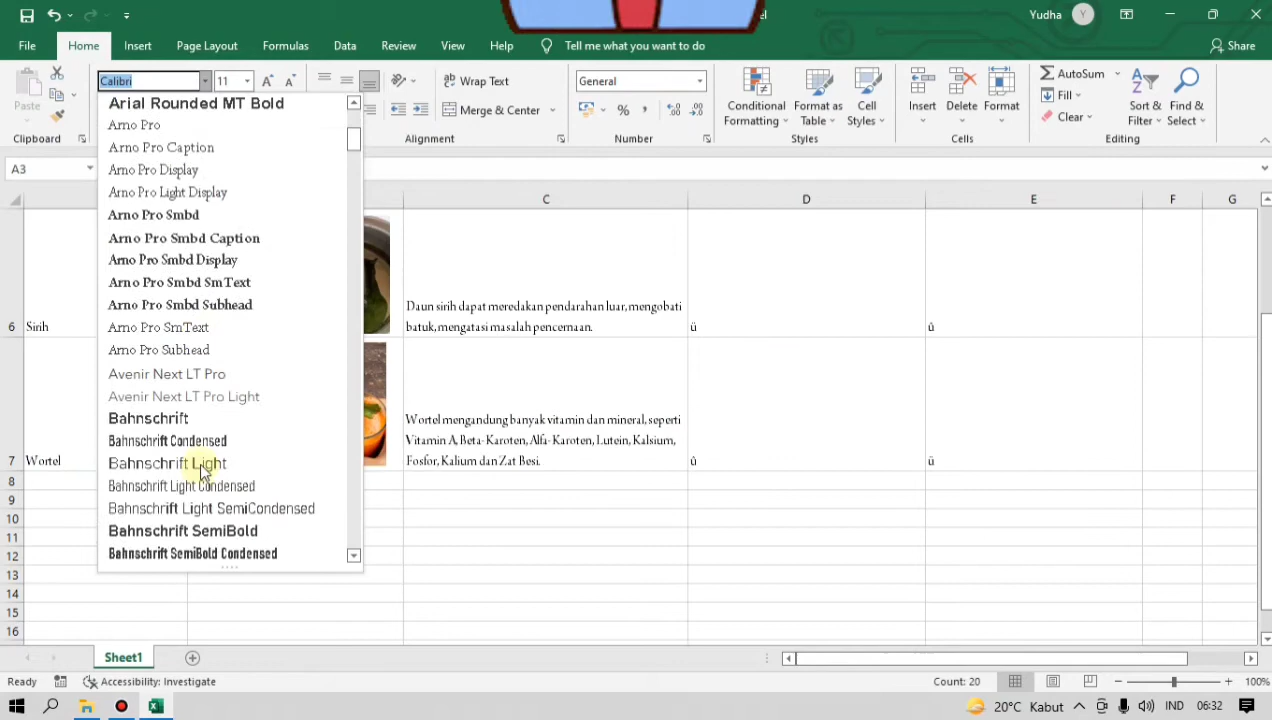 el
Yudha
Y
File
Home
Insert
Page Layout
Formulas
Data
Review
View
Help
Tell me what you want to do
Share
Calibri
11
A
A
Wrap Text
General
Conditional
Formatting
Format as
Table
Cell
Styles
Insert
Delete
Format
AutoSum
Fill
Clear
Sort &
Filter
Find &
Select
Paste
Merge & Center
%
Clipboard
Alignment
Number
Styles
Cells
Editing
A3
Arial Rounded MT Bold
Arno Pro
Arno Pro Caption
Arno Pro Display
Arno Pro Light Display
Arno Pro Smbd
Arno Pro Smbd Caption
Arno Pro Smbd Display
Arno Pro Smbd SmText
Arno Pro Smbd Subhead
Arno Pro SmText
Arno Pro Subhead
Avenir Next LT Pro
Avenir Next LT Pro Light
Bahnschrift
Bahnschrift Condensed
Bahnschrift Light
Bahnschrift Light Condensed
Bahnschrift Light SemiCondensed
Bahnschrift SemiBold
Bahnschrift SemiBold Condensed
C
D
E
F
G
6
Sirih
Daun sirih dapat meredakan pendarahan luar, mengobati
batuk, mengatasi masalah pencernaan.
ü
û
7
Wortel
Wortel mengandung banyak vitamin dan mineral, seperti
Vitamin A, Beta-Karoten, Alfa-Karoten, Lutein, Kalsium,
Fosfor, Kalium dan Zat Besi.
û
ü
8
9
10
11
12
13
14
15
16
Sheet1
Ready
Accessibility: Investigate
Count: 20
100%
20°C Kabut
IND
06:32